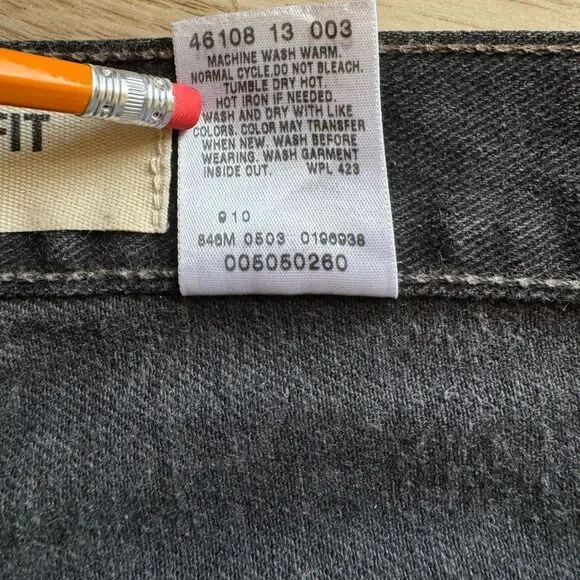 46108 13 003
MACHINE WASH WARM.
NORMAL CYCLE.DO NOT BLEACH.
TUMBLE DRY HOT.
HOT IRON IF NEEDED.
WASH AND DRY WITH LIKE
COLORS. COLOR MAY TRANSFER
WHEN NEW. WASH BEFORE
WEARING. WASH GARMENT
INSIDE OUT. WPL 423
FIT
910
846M 0503 0196938
005050260